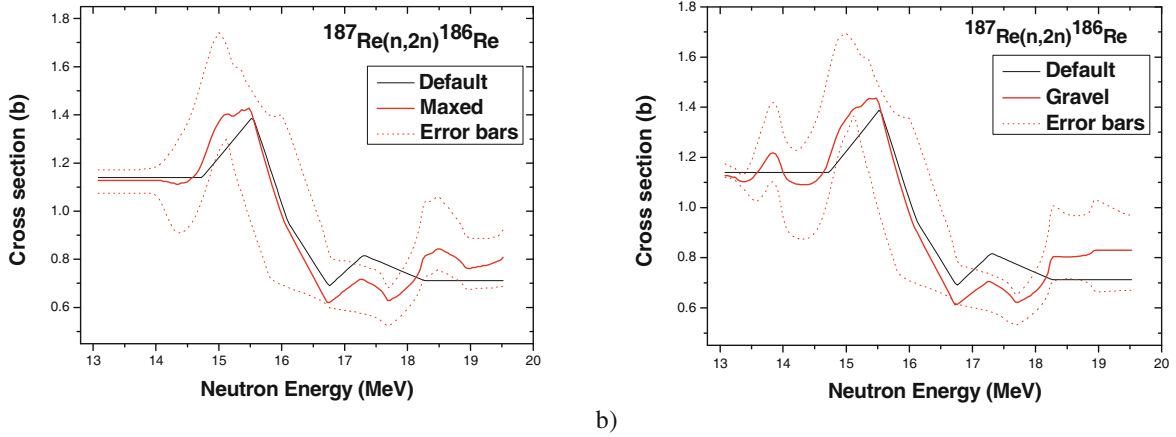 1.8
1.6
1.4
1.2
1.0
0.8
0.6
Cross section (b)
187Re(n,2n)186Re
Default
Maxed
Error bars
13 14 15 16 17 18 19 20
Neutron Energy (MeV)
1.8
1.6
1.4
1.2
1.0
0.8
0.6
Cross section (b)
187Re(n,2n)186Re
Default
Gravel
Error bars
13 14 15 16 17 18 19 20
Neutron Energy (MeV)
b)